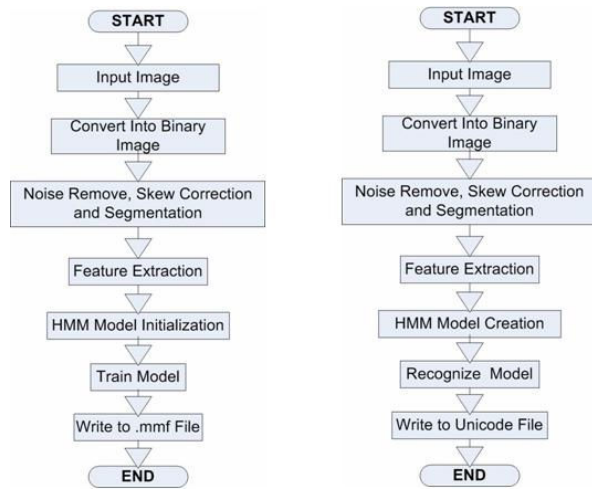 START
Input Image
Convert Into Binary
Image
Noise Remove, Skew Correction
and Segmentation
Feature Extraction
HMM Model Initialization
Train Model
Write to .mmf File
END
START
Input Image
Convert Into Binary
Image
Noise Remove, Skew Correction
and Segmentation
Feature Extraction
HMM Model Creation
Recognize Model
Write to Unicode File
END